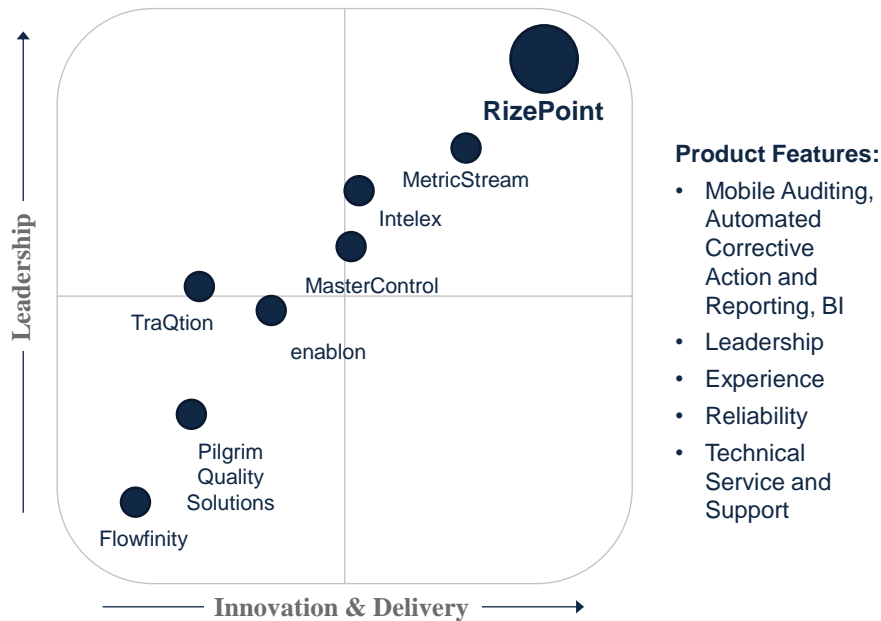 RizePoint
MetricStream
Intelex
MasterControl
TraQtion
enablon
Pilgrim
Quality
Solutions
Flowfinity
Leadership
Innovation & Delivery
Product Features:
• Mobile Auditing,
Automated
Corrective
Action and
Reporting, BI
• Leadership
• Experience
• Reliability
• Technical
Service and
Support